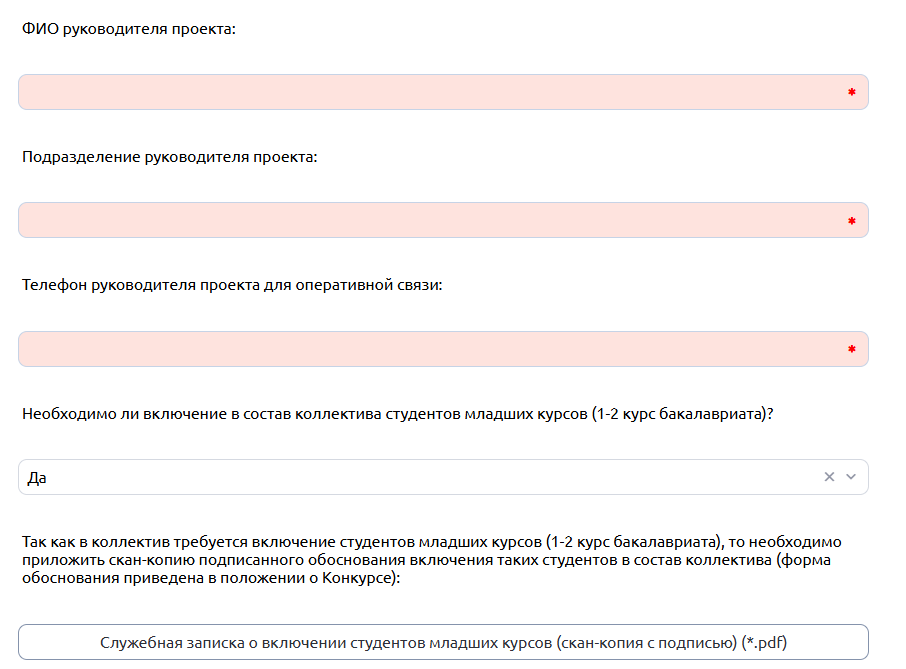 ФИО руководителя проекта:
*
Подразделение руководителя проекта:
*
Телефон руководителя проекта для оперативной связи:
*
Необходимо ли включение в состав коллектива студентов младших курсов (1-2 курс бакалавриата)?
Да
Так как в коллектив требуется включение студентов младших курсов (1-2 курс бакалавриата), то необходимо
приложить скан-копию подписанного обоснования включения таких студентов в состав коллектива (форма
обоснования приведена в положении о Конкурсе):
Служебная записка о включении студентов младших курсов (скан-копия с подписью) (*.pdf)